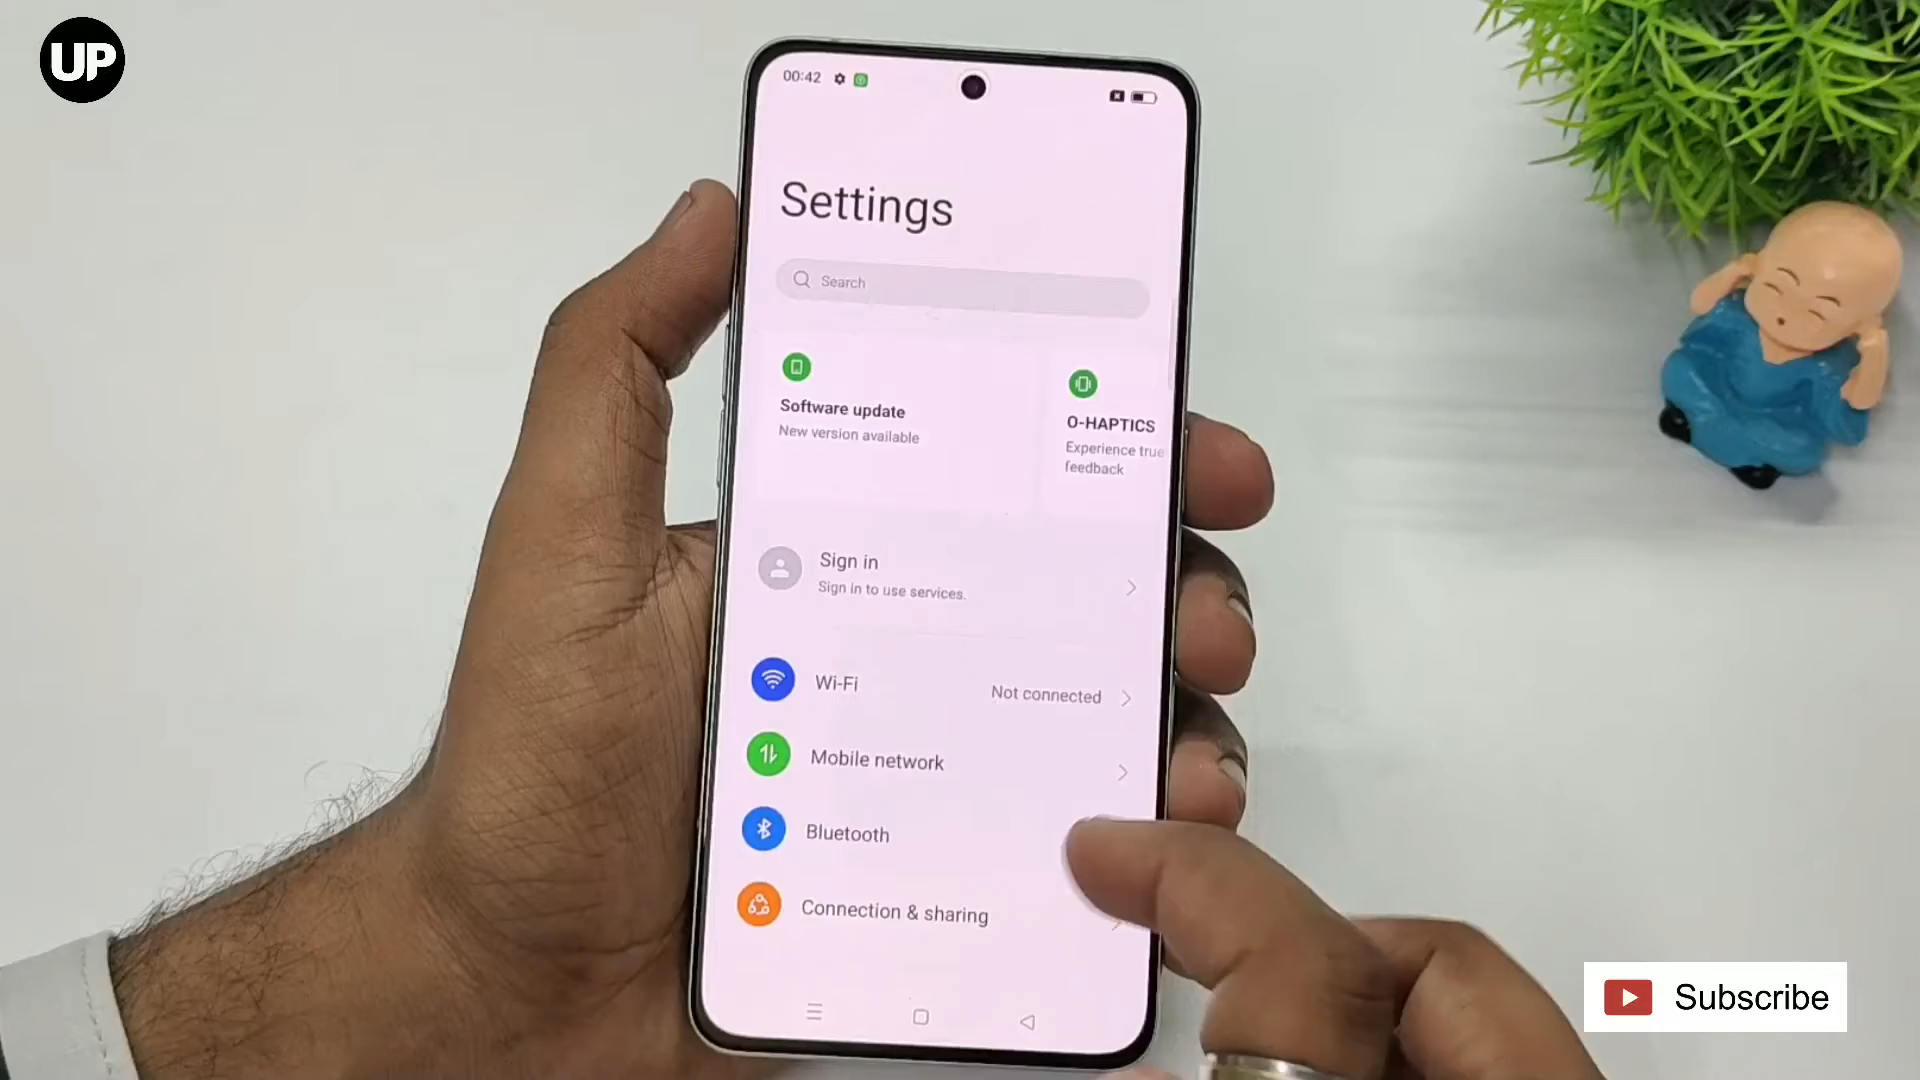 UP
00:42
Settings
Search
Software update
New version available
O-HAPTICS
Experience true
feedback
Sign in
Sign in to use services.
Wi-Fi
Not connected
Mobile network
Bluetooth
Connection & sharing
Subscribe